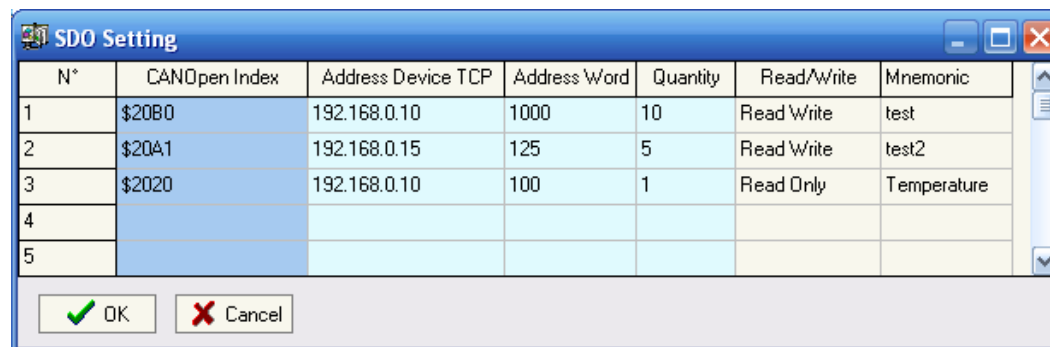 SDO Setting
N° CANOpen Index Address Device TCP Address Word Quantity Read/Write Mnemonic
1 $20B0 192.168.0.10 1000 10 Read Write test
2 $20A1 192.168.0.15 125 5 Read Write test2
3 $2020 192.168.0.10 100 1 Read Only Temperature
4
5
OK Cancel